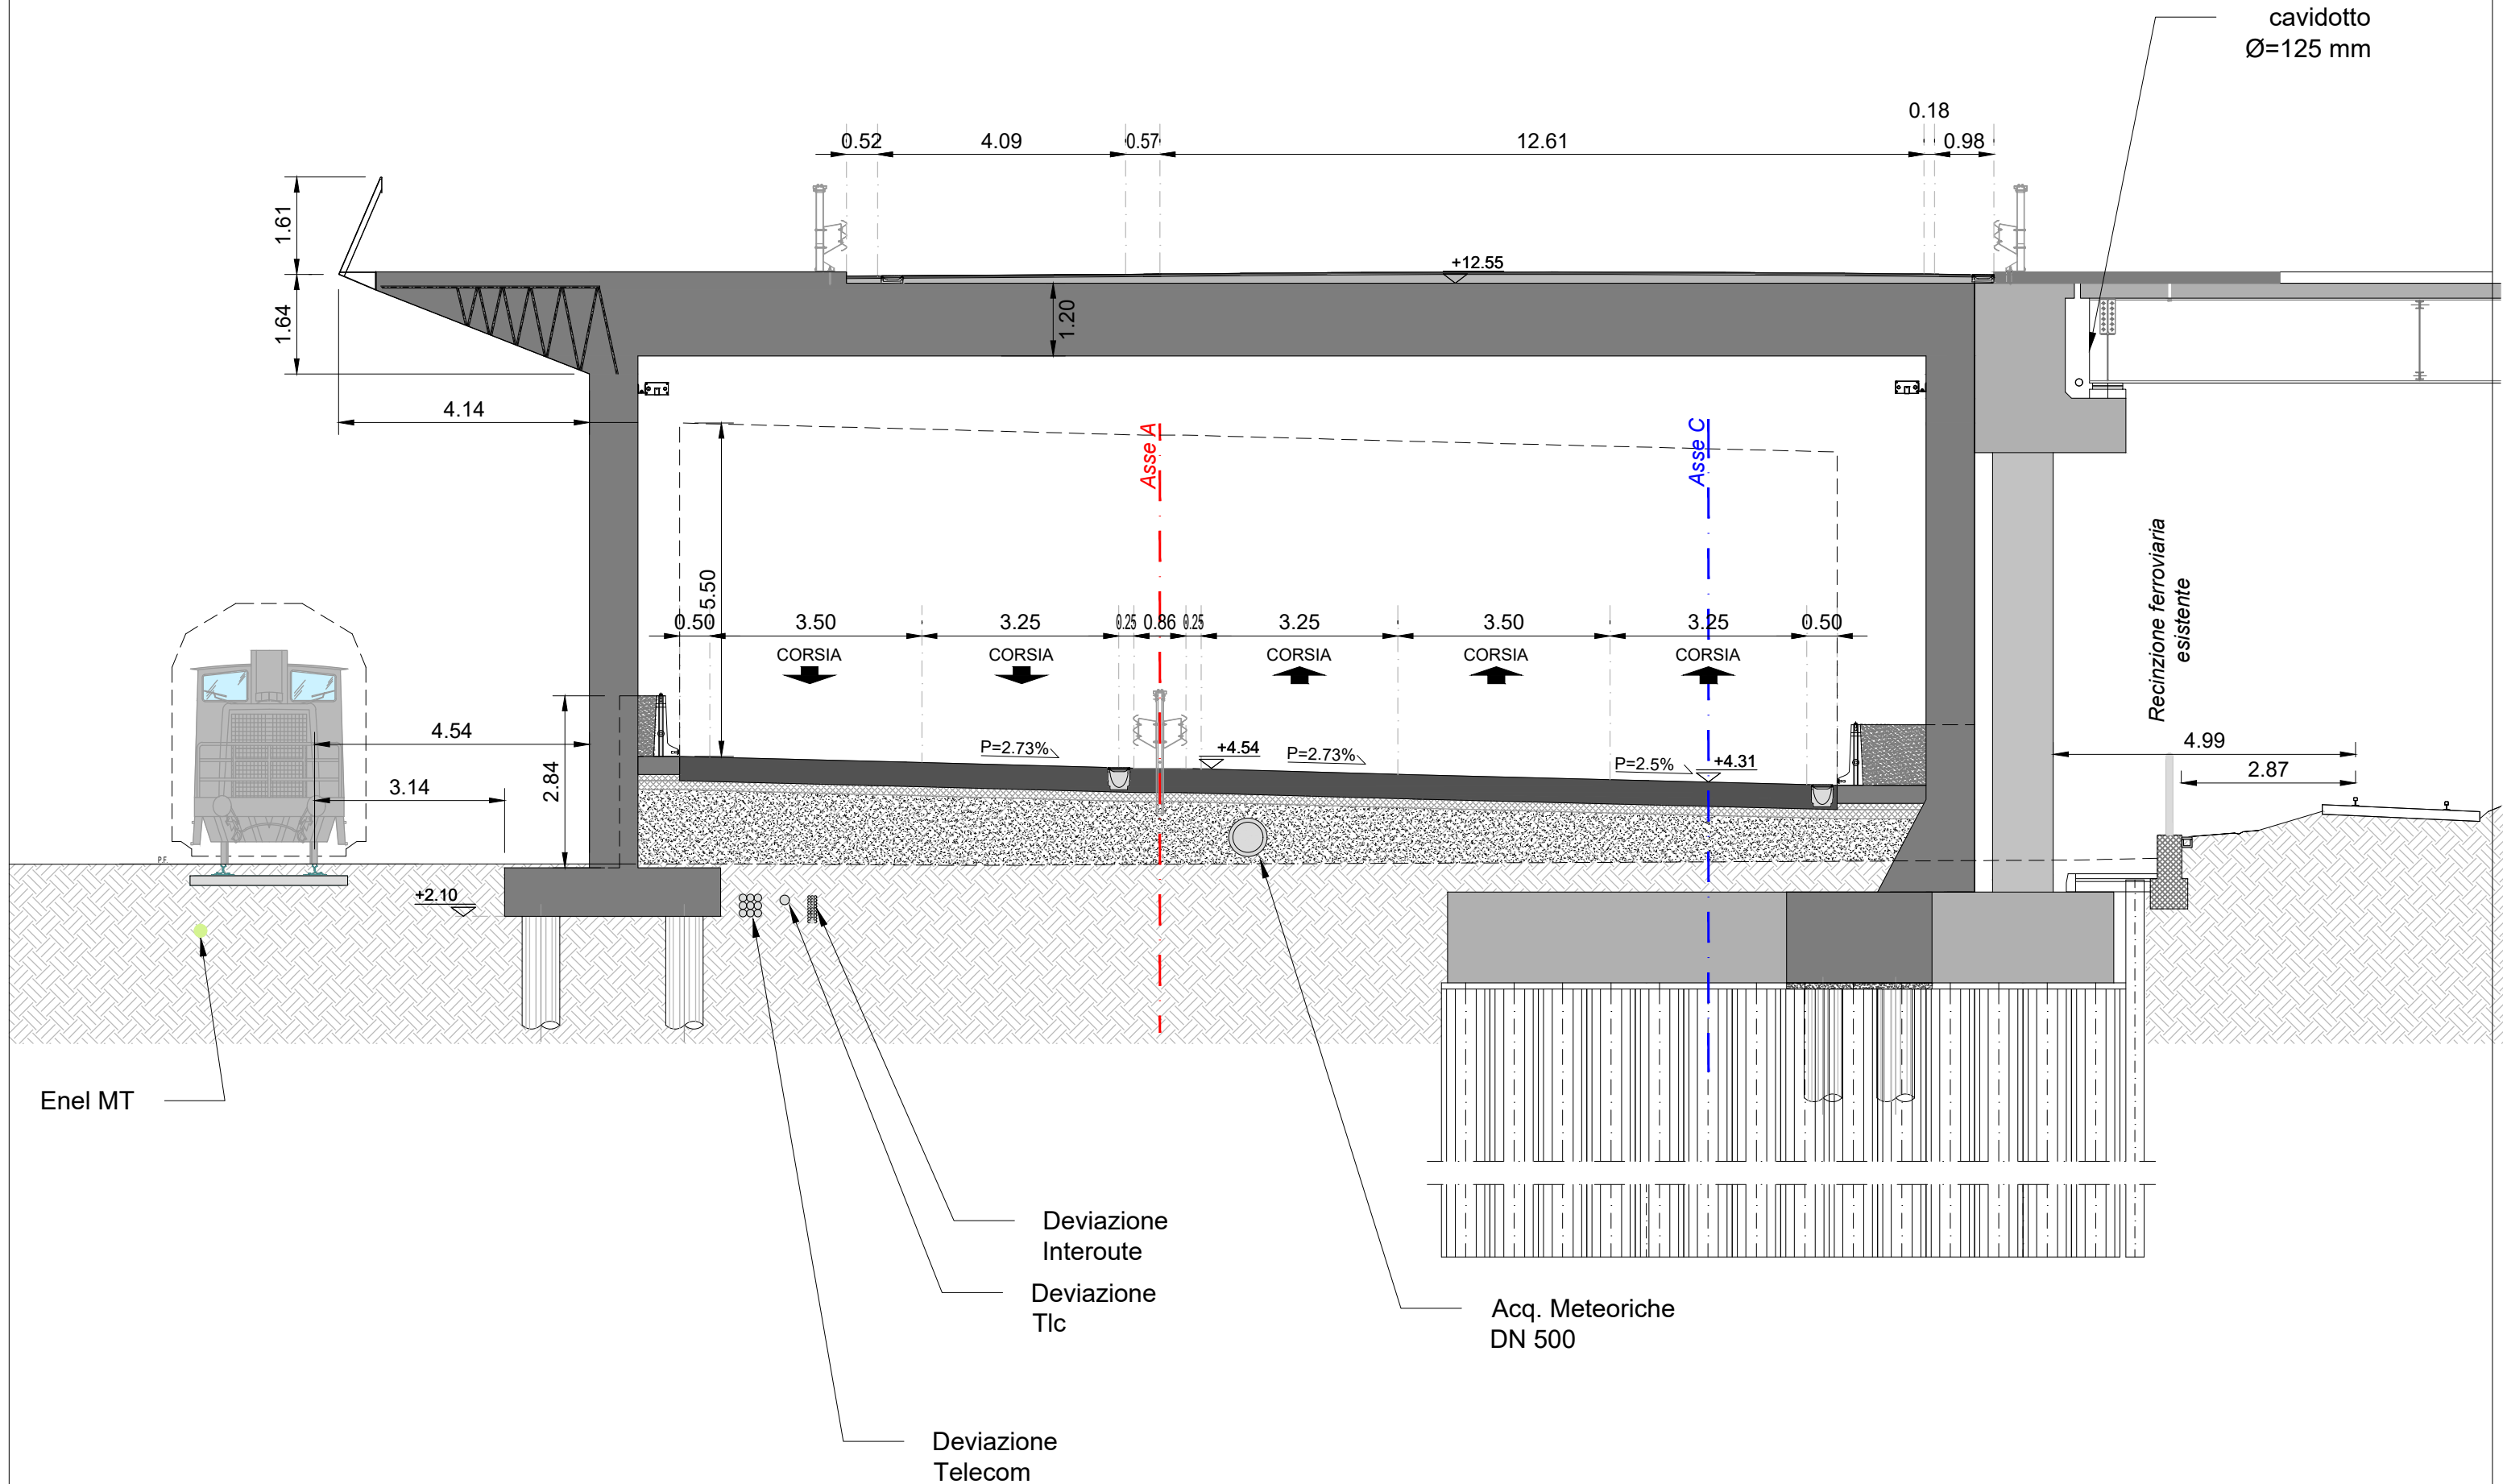 cavidotto
Ø=125 mm
0.18
0.52
4.09
0.57
12.61
0.98
1.61
+12.55
1.64
1.20
4.14
Asse A
Asse C
Recinzione ferroviaria
esistente
5.50
0.50
3.50
3.25
0.25
0.86
0.25
3.25
3.50
3.25
0.50
CORSIA
CORSIA
CORSIA
CORSIA
CORSIA
4.54
P=2.73%
+4.54
P=2.73%
P=2.5%
+4.31
4.99
2.87
3.14
2.84
P.F.
+2.10
Enel MT
Deviazione
Interoute
Deviazione
Tlc
Acq. Meteoriche
DN 500
Deviazione
Telecom